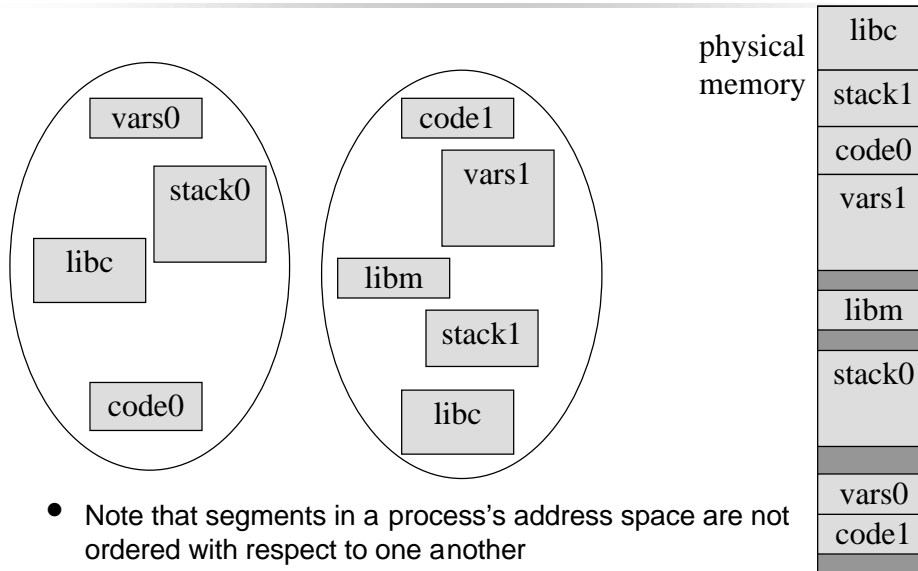 vars0
stack0
libc
code0
code1
vars1
libm
stack1
libc
physical
memory
libc
stack1
code0
vars1
libm
stack0
vars0
code1
• Note that segments in a process's address space are not
ordered with respect to one another